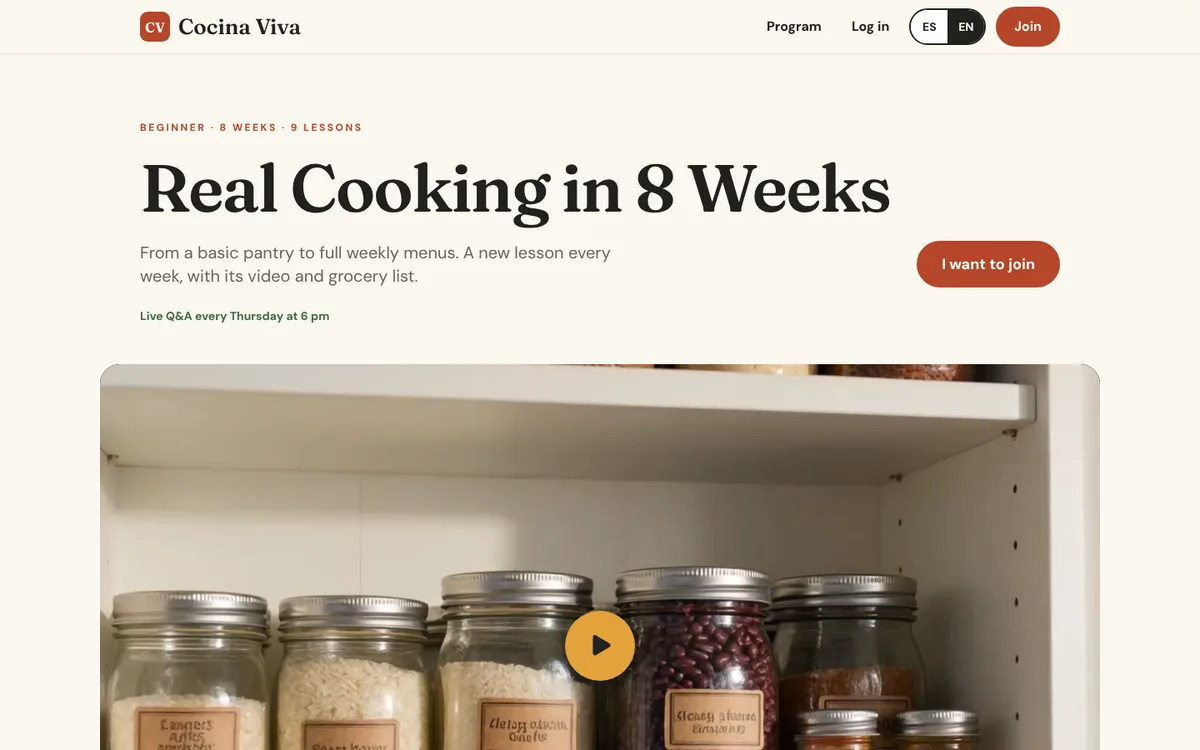 CV Cocina Viva
Program
Log in
ES
EN
Join
BEGINNER · 8 WEEKS · 9 LESSONS
Real Cooking in 8 Weeks
From a basic pantry to full weekly menus. A new lesson every
week, with its video and grocery list.
I want to join
Live Q&A every Thursday at 6 pm